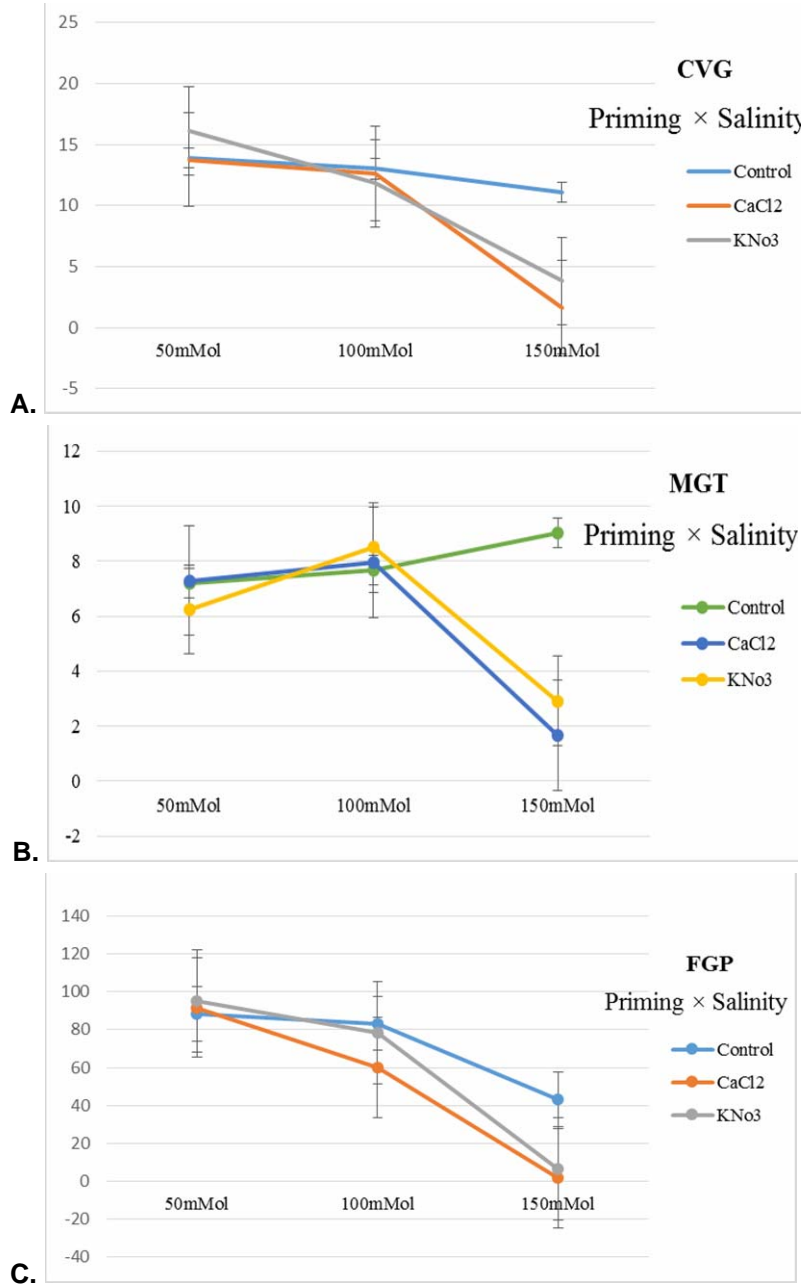 25
20
15
10
5
0
-5
50mMol 100mMol 150mMol
CVG
Priming × Salinity
Control
CaCl2
KNo3
A.
12
10
8
6
4
2
0
-2
50mMol 100mMol 150mMol
MGT
Priming × Salinity
Control
CaCl2
KNo3
B.
140
120
100
80
60
40
20
0
-20
-40
50mMol 100mMol 150mMol
FGP
Priming × Salinity
Control
CaCl2
KNo3
C.